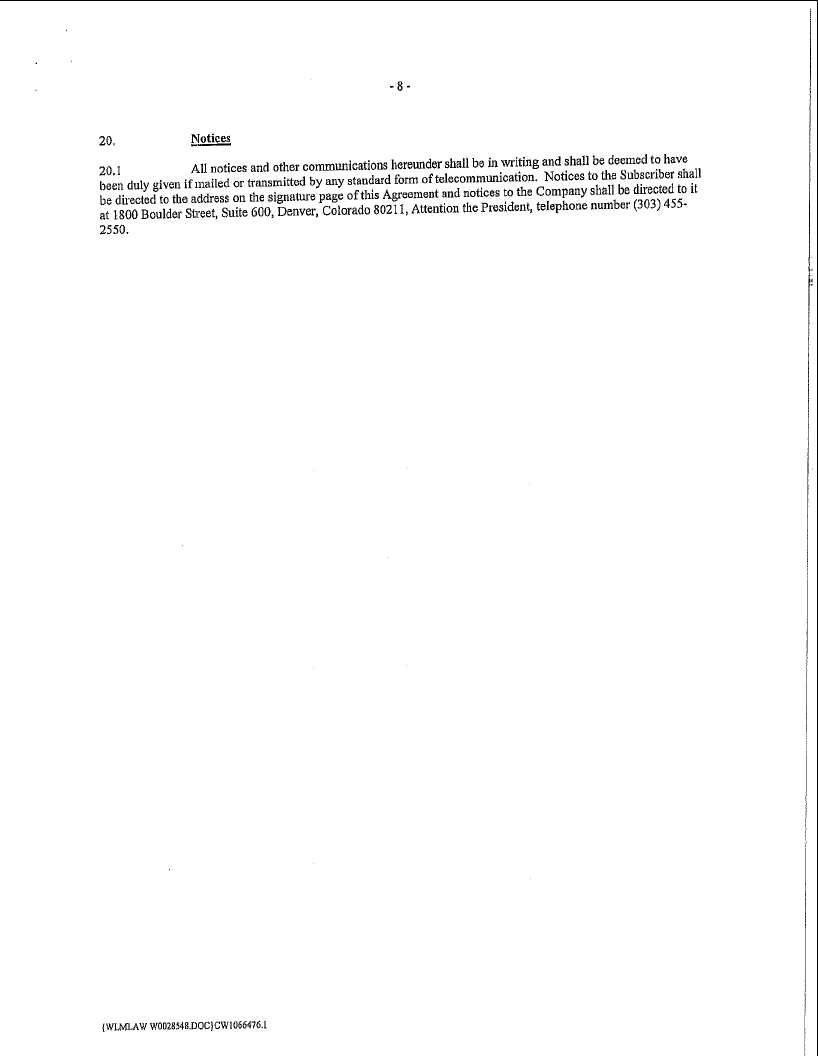 - 8 -
20. Notices
20.1 All notices and other communications hereunder shall be in writing and shall be deemed to have
been duly given if mailed or transmitted by any standard form of telecommunication. Notices to the Subscriber shall
be directed to the address on the signature page of this Agreement and notices to the Company shall be directed to it
at 1800 Boulder Street, Suite 600, Denver, Colorado 80211, Attention the President, telephone number (303) 455-
2550.
{WLMLAW W0028548.DOC}CW1066476.1